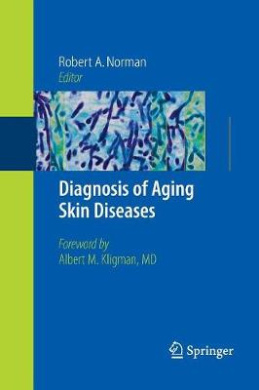 Robert A. Norman
Editor
Diagnosis of Aging
Skin Diseases
Foreword by
Albert M. Kligman, MD
Springer